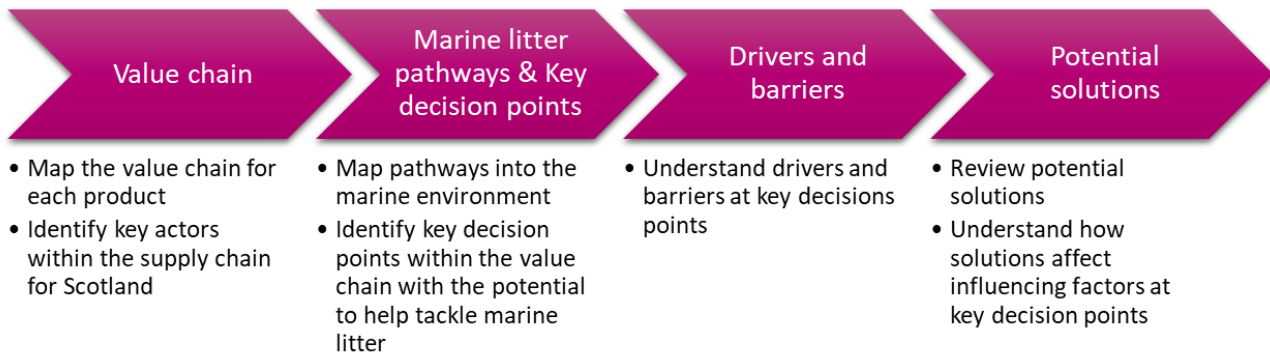 Value chain
Marine litter
pathways & Key
decision points
Drivers and
barriers
Potential
solutions
• Map the value chain for
each product
• Identify key actors
within the supply chain
for Scotland
• Map pathways into the
marine environment
• Identify key decision
points within the value
chain with the potential
to help tackle marine
litter
• Understand drivers and
barriers at key decisions
points
• Review potential
solutions
• Understand how
solutions affect
influencing factors at
key decision points